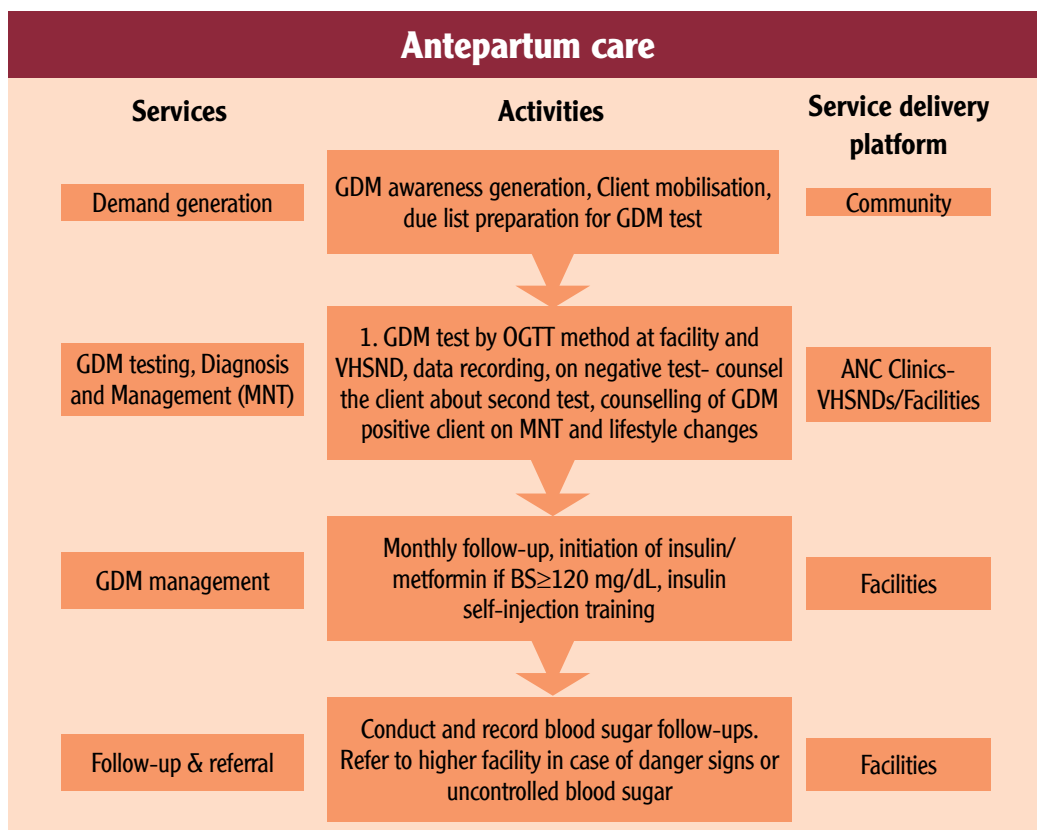 Antepartum care
Services
Activities
Service delivery
platform
Demand generation
GDM awareness generation, Client mobilisation,
due list preparation for GDM test
Community
GDM testing, Diagnosis
and Management (MNT)
1. GDM test by OGTT method at facility and
VHSND, data recording, on negative test- counsel
the client about second test, counselling of GDM
positive client on MNT and lifestyle changes
ANC Clinics-
VHSNDs/Facilities
GDM management
Monthly follow-up, initiation of insulin/
metformin if BS≥120 mg/dL, insulin
self-injection training
Facilities
Follow-up & referral
Conduct and record blood sugar follow-ups.
Refer to higher facility in case of danger signs or
uncontrolled blood sugar
Facilities